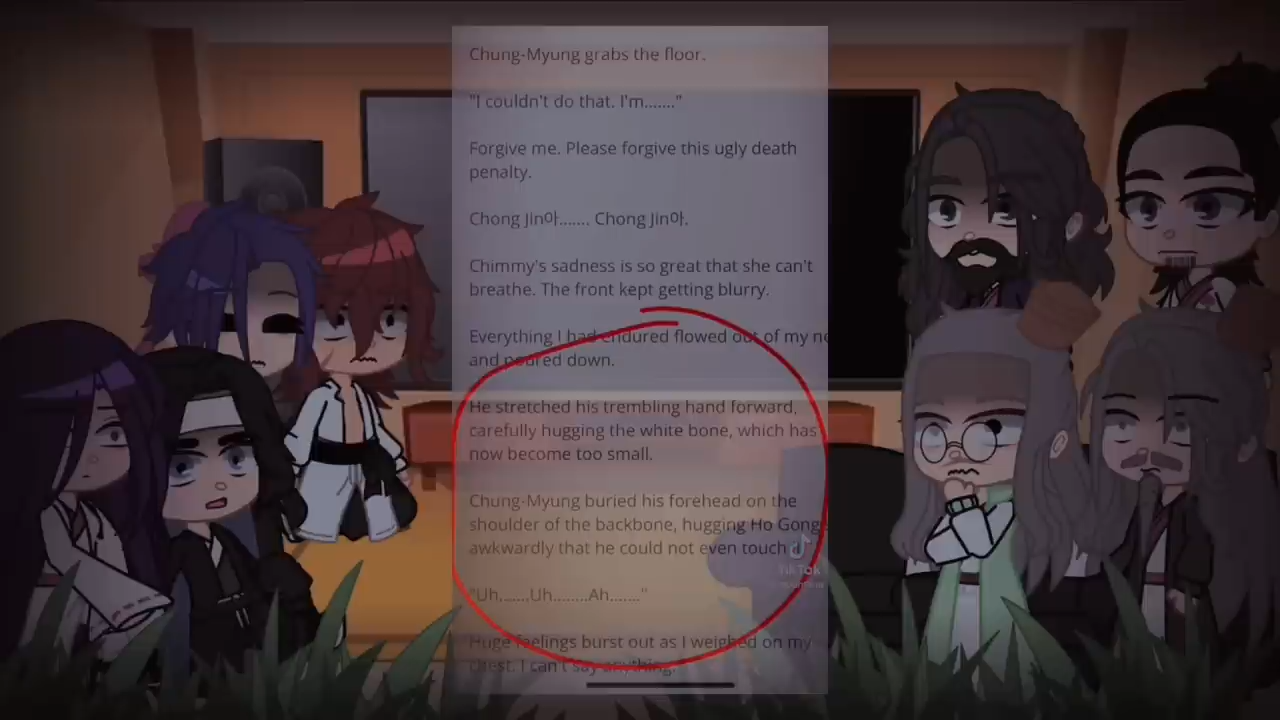 Chung-Myung grabs the floor.
"I couldn't do that. I'm......."
Forgive me. Please forgive this ugly death
penalty.
Chong Jin아....... Chong Jin아.
Chimmy's sadness is so great that she can't
breathe. The front kept getting blurry.
Everything I had endured flowed out of my no
and poured down.
He stretched his trembling hand forward,
carefully hugging the white bone, which has
now become too small.
Chung-Myung buried his forehead on the
shoulder of the backbone, hugging Ho Gong
awkwardly that he could not even touch it
"Uh.......Uh........Ah......."
Huge feelings burst out as I weighed on my
chest. I can't say anything.
TikTok